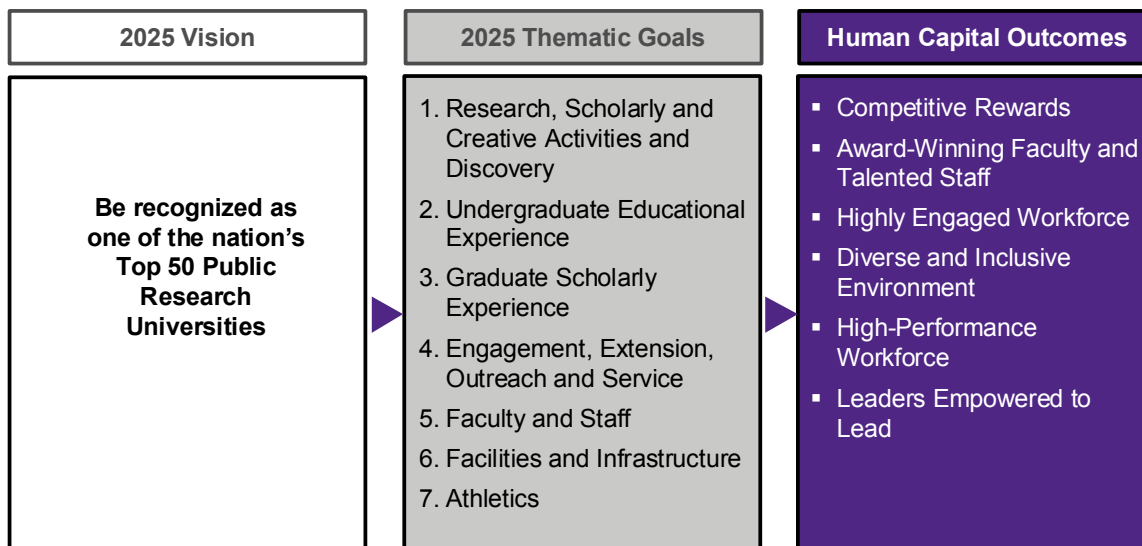 2025 Vision
Be recognized as
one of the nation's
Top 50 Public
Research
Universities
2025 Thematic Goals
1. Research, Scholarly and
Creative Activities and
Discovery
2. Undergraduate Educational
Experience
3. Graduate Scholarly
Experience
4. Engagement, Extension,
Outreach and Service
5. Faculty and Staff
6. Facilities and Infrastructure
7. Athletics
Human Capital Outcomes
▪ Competitive Rewards
▪ Award-Winning Faculty and
Talented Staff
▪ Highly Engaged Workforce
▪ Diverse and Inclusive
Environment
▪ High-Performance
Workforce
▪ Leaders Empowered to
Lead